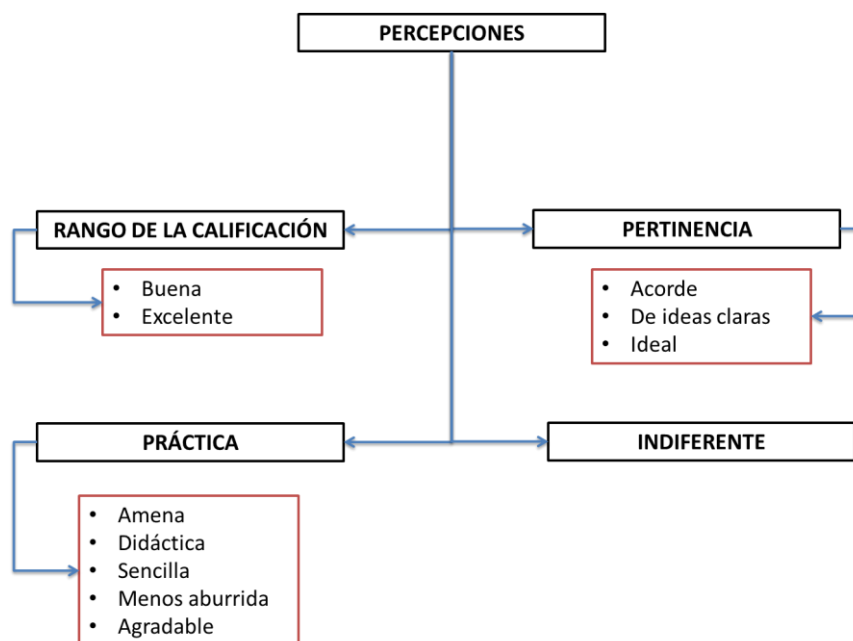 PERCEPCIONES
RANGO DE LA CALIFICACIÓN
• Buena
• Excelente
PERTINENCIA
• Acorde
• De ideas claras
• Ideal
PRÁCTICA
• Amena
• Didáctica
• Sencilla
• Menos aburrida
• Agradable
INDIFERENTE